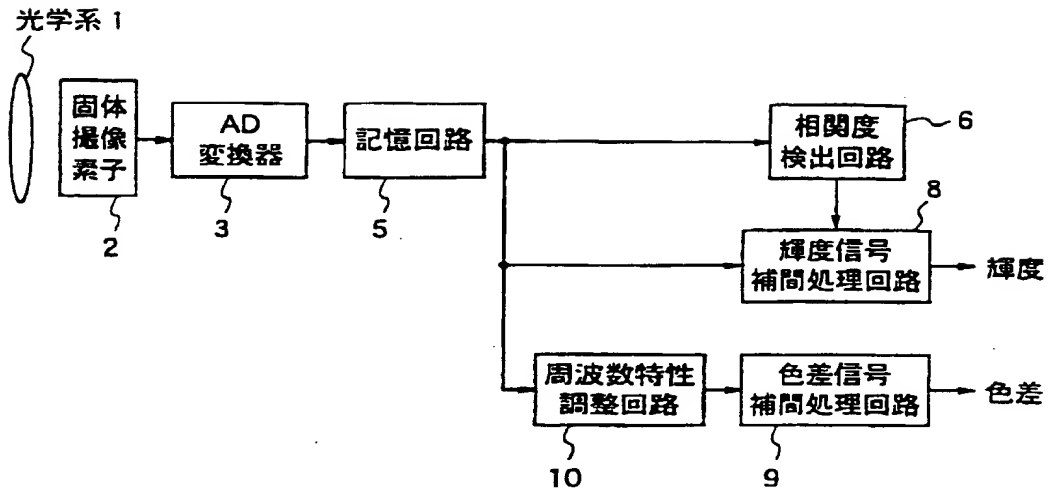 光学系1
固体
撮像
素子
2
AD
変換器
3
記憶回路
5
相関度
検出回路
6
輝度信号
補間処理回路
8
輝度
周波数特性
調整回路
10
色差信号
補間処理回路
9
色差